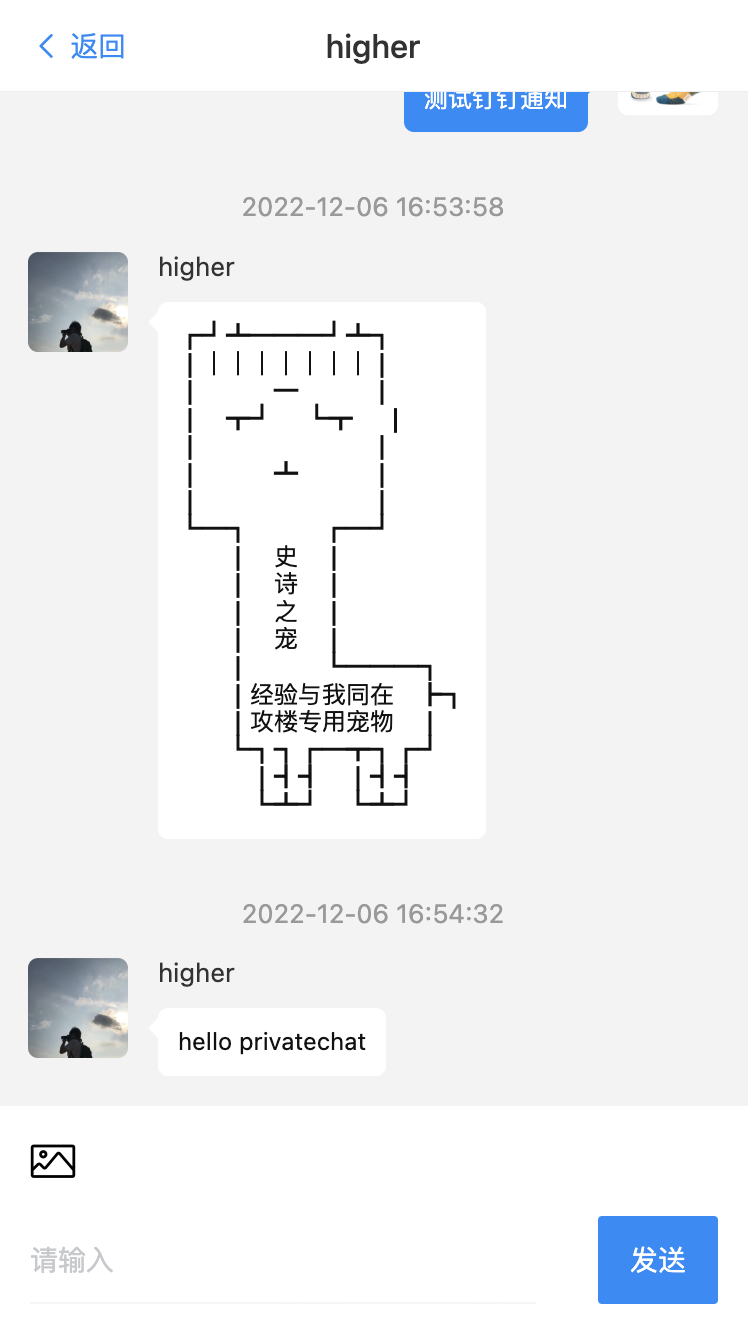 返回
higher
测试钉钉通知
2022-12-06 16:53:58
higher
史
诗
之
宠
经验与我同在
攻楼专用宠物
2022-12-06 16:54:32
higher
hello privatechat
请输入
发送